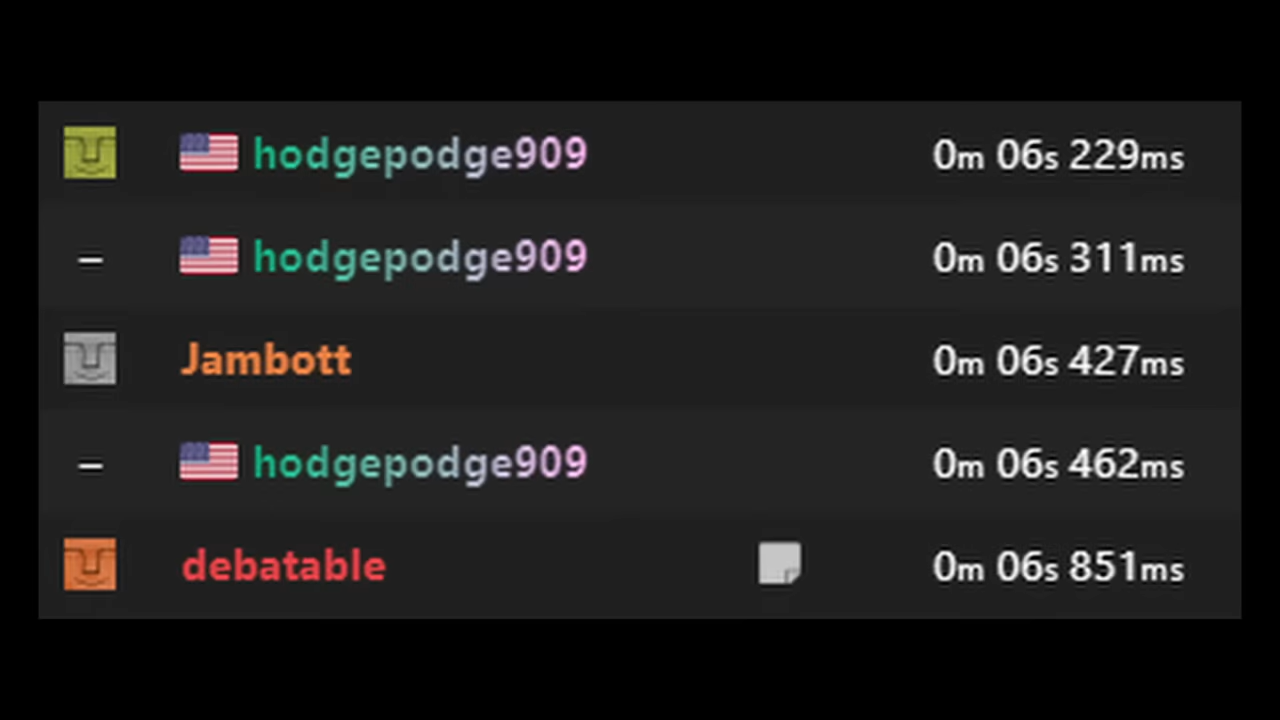 hodgepodge909 0m 06s 229ms
– hodgepodge909 0m 06s 311ms
Jambott 0m 06s 427ms
– hodgepodge909 0m 06s 462ms
debatable 0m 06s 851ms